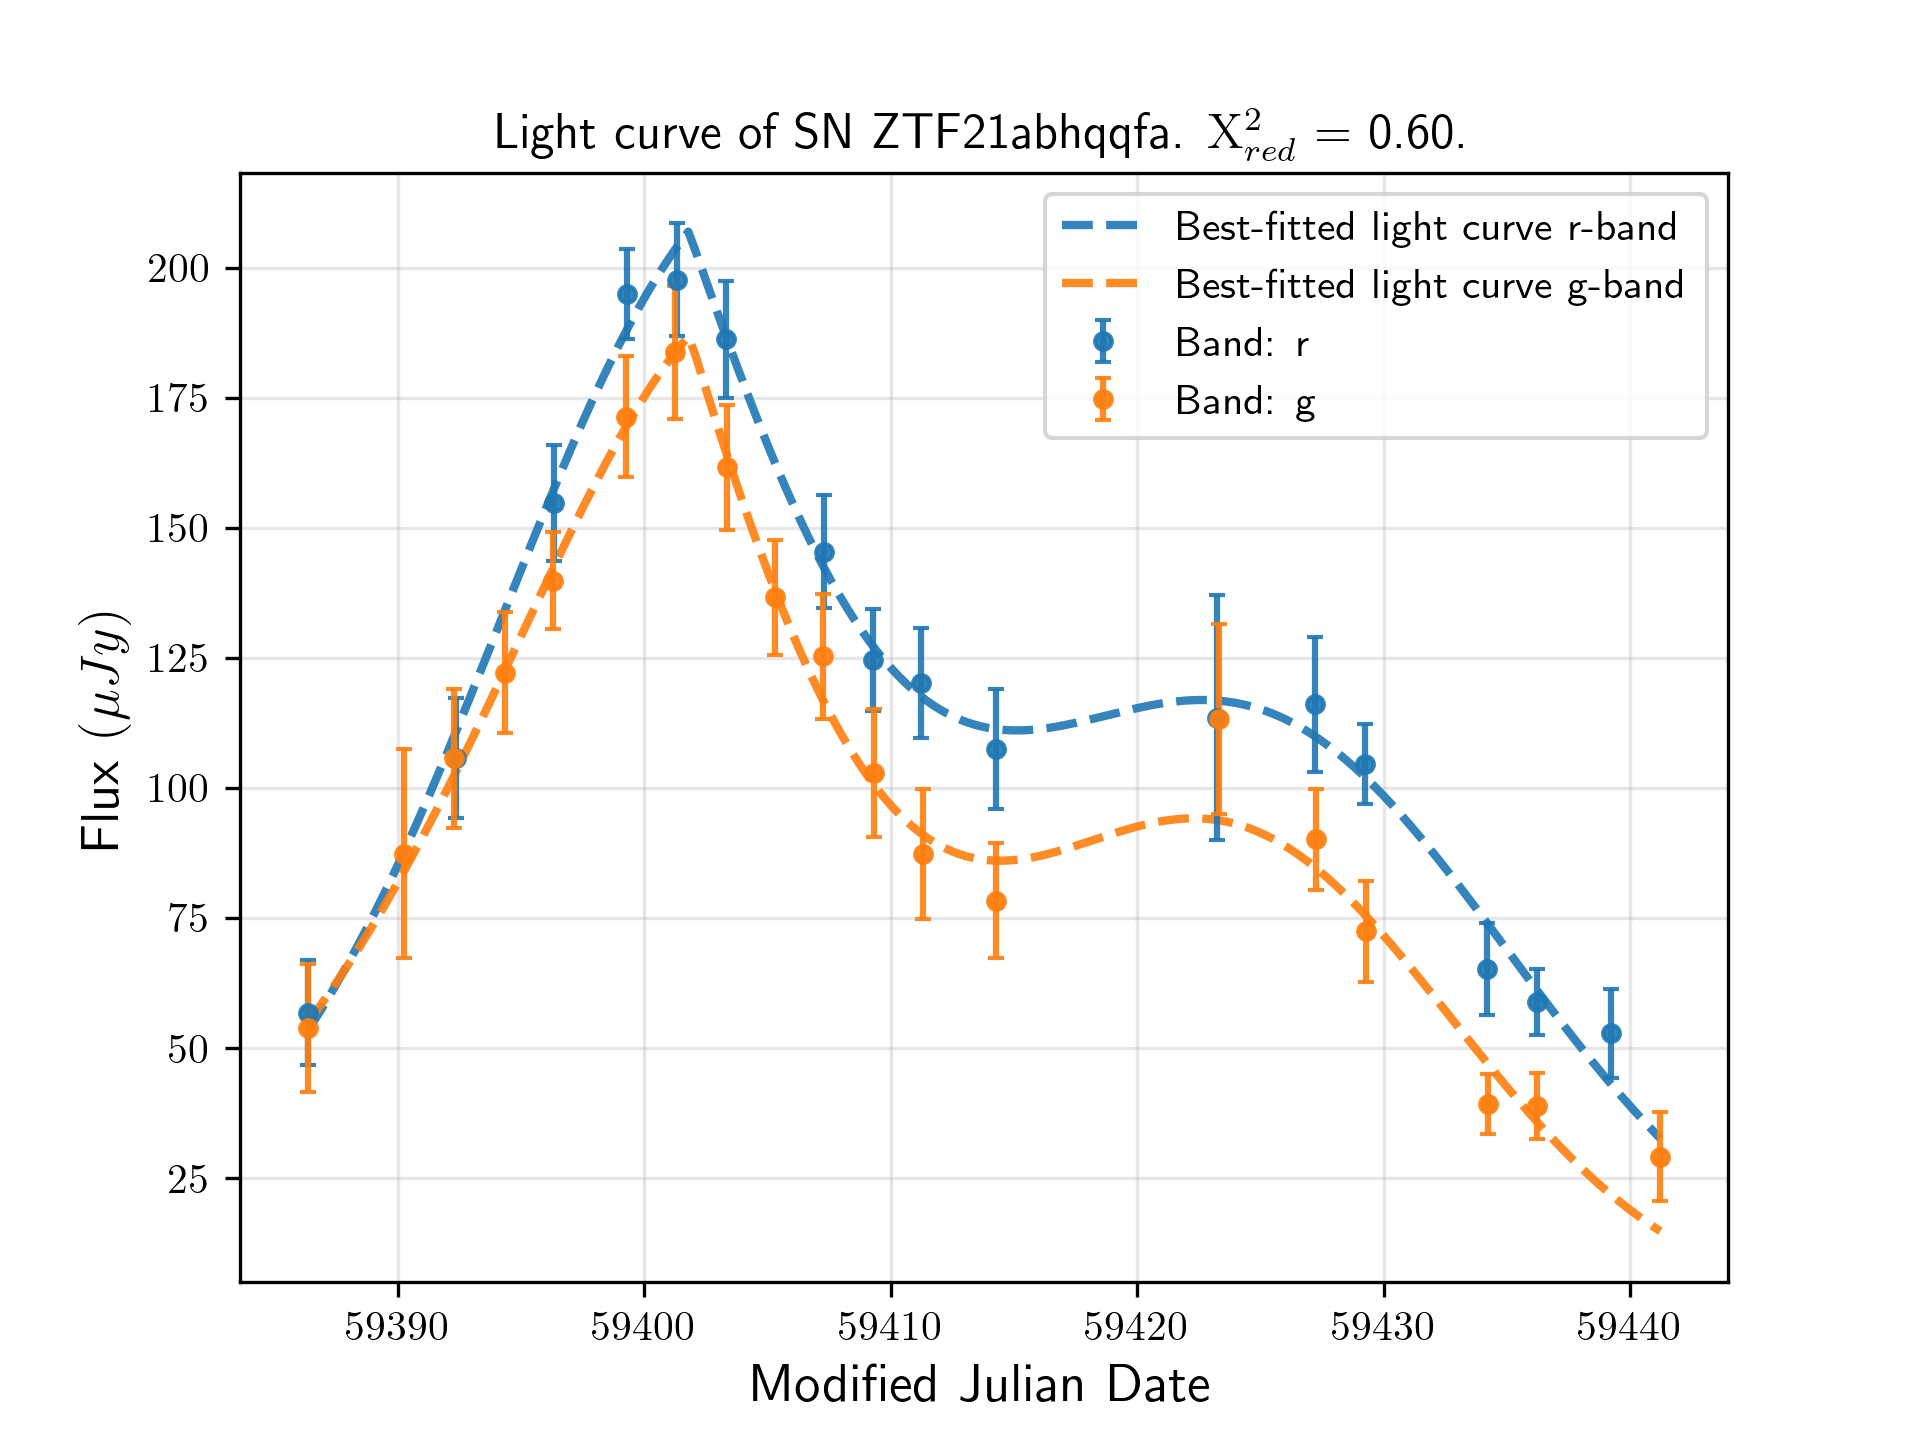 Light curve of SN ZTF21abhqqfa. Χ²_red = 0.60.
Best-fitted light curve r-band
Best-fitted light curve g-band
Band: r
Band: g
Flux (μJy)
200
175
150
125
100
75
50
25
59390 59400 59410 59420 59430 59440
Modified Julian Date